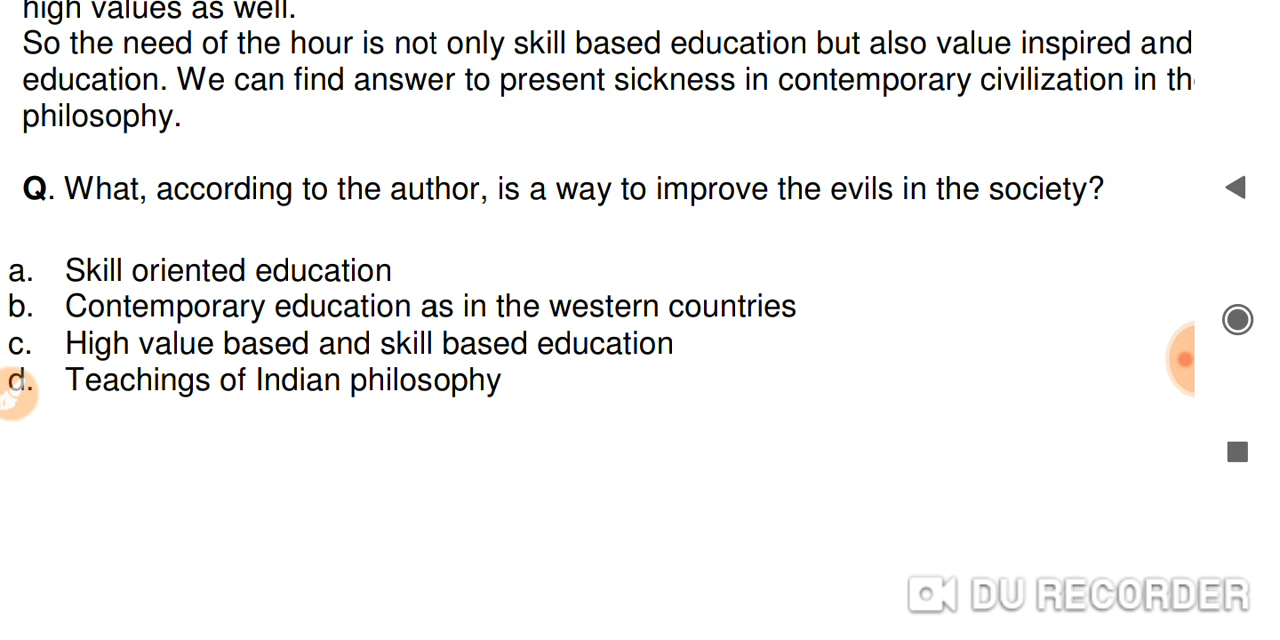 high values as well.
So the need of the hour is not only skill based education but also value inspired and
education. We can find answer to present sickness in contemporary civilization in th
philosophy.
Q. What, according to the author, is a way to improve the evils in the society?
a. Skill oriented education
b. Contemporary education as in the western countries
c. High value based and skill based education
d. Teachings of Indian philosophy
DU RECORDER